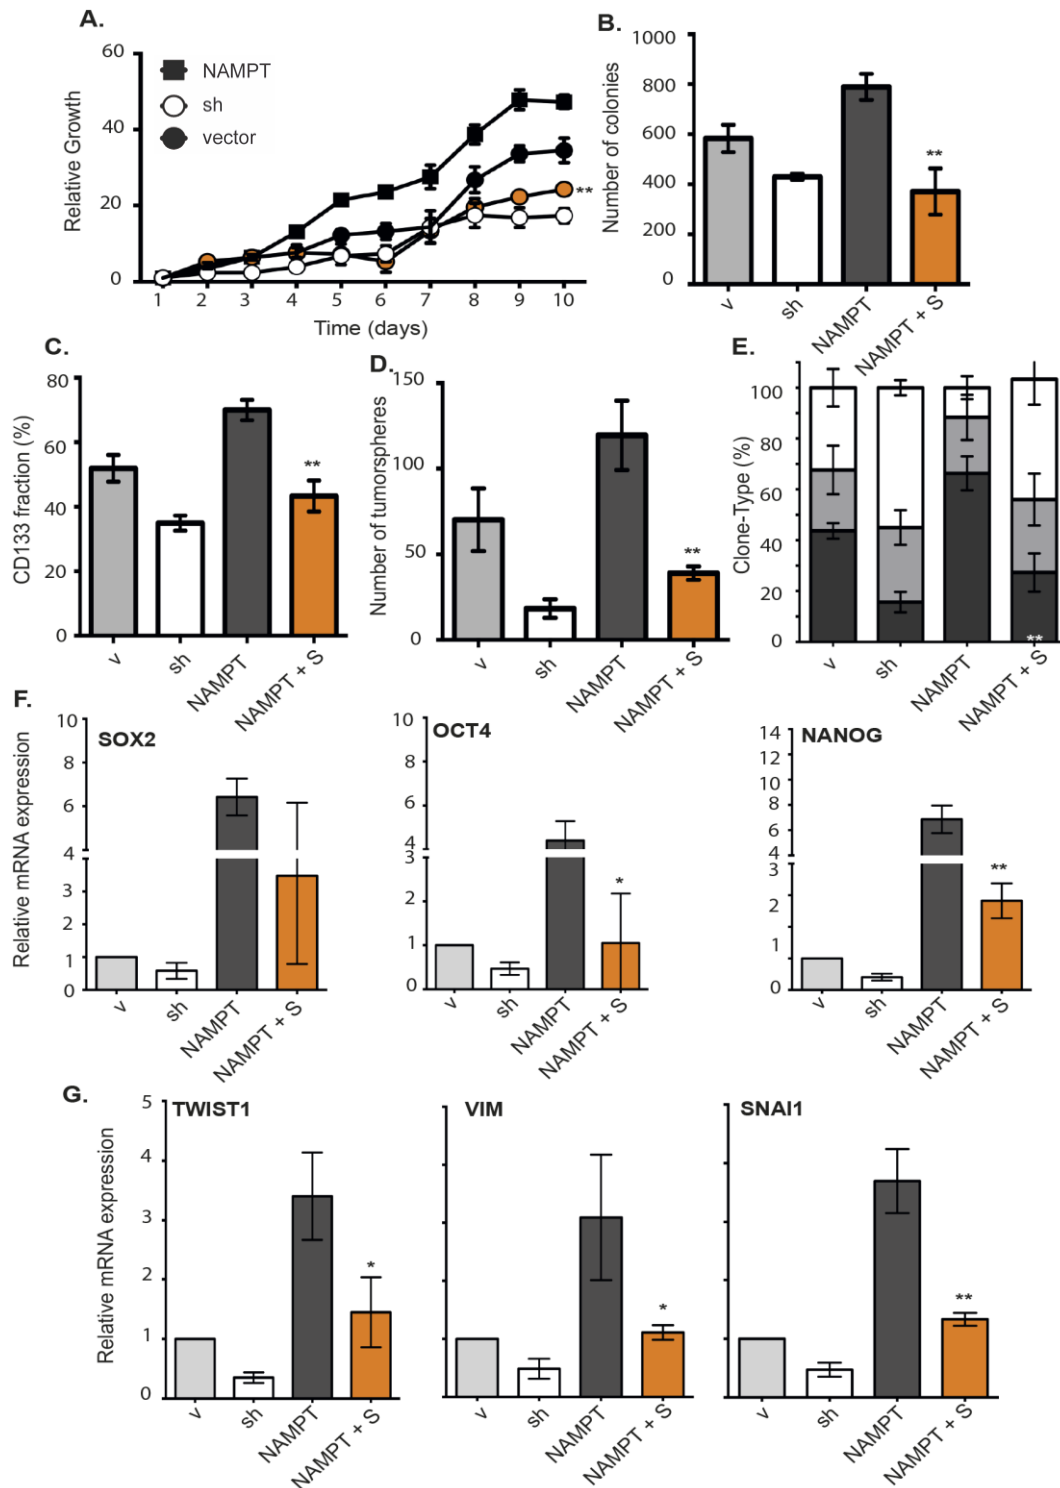 A.
60
40
20
0
Relative Growth
NAMPT
sh
vector
**
1 2 3 4 5 6 7 8 9 10
Time (days)
B.
1000
800
600
400
200
0
Number of colonies
**
v sh NAMPT NAMPT + S
C.
80
60
40
20
0
CD133 fraction (%)
**
v sh NAMPT NAMPT + S
D.
150
100
50
0
Number of tumorspheres
**
v sh NAMPT NAMPT + S
E.
100
80
60
40
20
0
Clone-Type (%)
**
v sh NAMPT NAMPT + S
F.
Relative mRNA expression
SOX2
10
8
6
4
3
2
1
0
v sh NAMPT NAMPT + S
OCT4
10
8
6
4
3
2
1
0
*
v sh NAMPT NAMPT + S
NANOG
14
12
10
8
6
4
3
2
1
0
**
v sh NAMPT NAMPT + S
G.
Relative mRNA expression
TWIST1
5
4
3
2
1
0
*
v sh NAMPT NAMPT + S
VIM
*
v sh NAMPT NAMPT + S
SNAI1
**
v sh NAMPT NAMPT + S